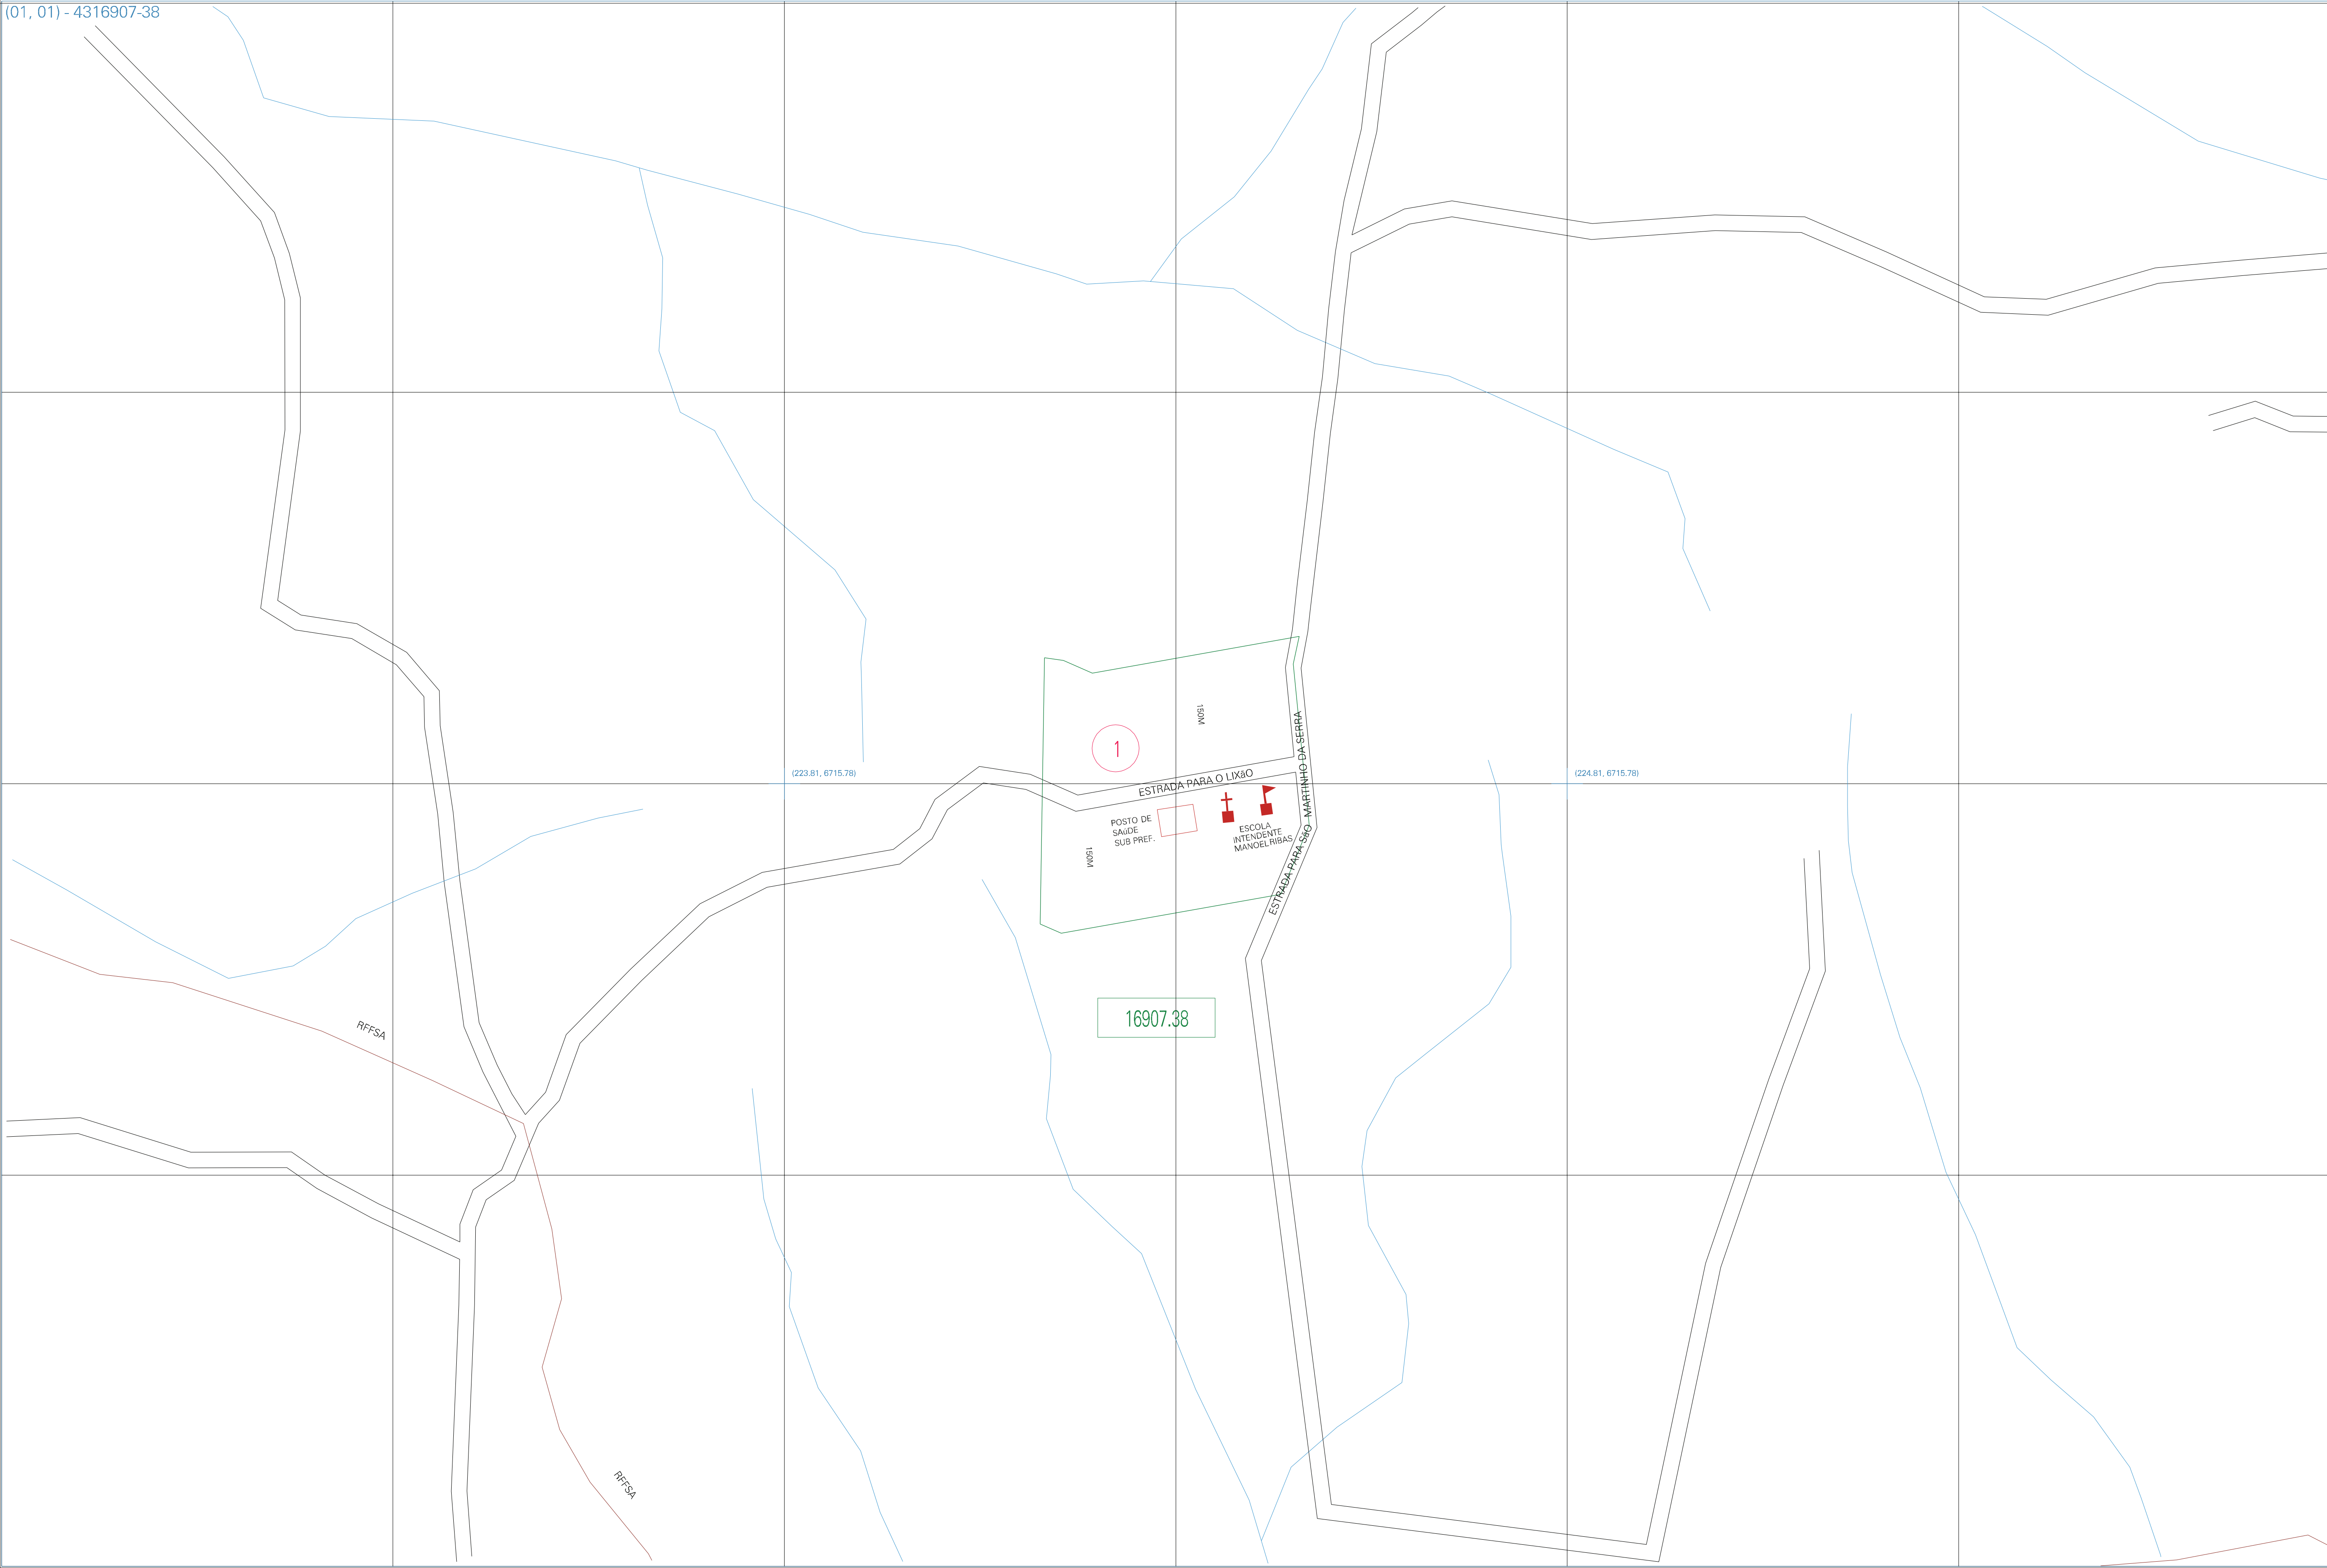 (01, 01) - 4316907-38
150M
1
(223.81, 6715.78)
(224.81, 6715.78)
ESTRADA PARA O LIXãO
ESTRADA PARA SãO MARTINHO DA SERRA
POSTO DE
SAúDE
SUB PREF.
ESCOLA
INTENDENTE
MANOEL RIBAS
150M
16907.38
RFFSA
RFFSA